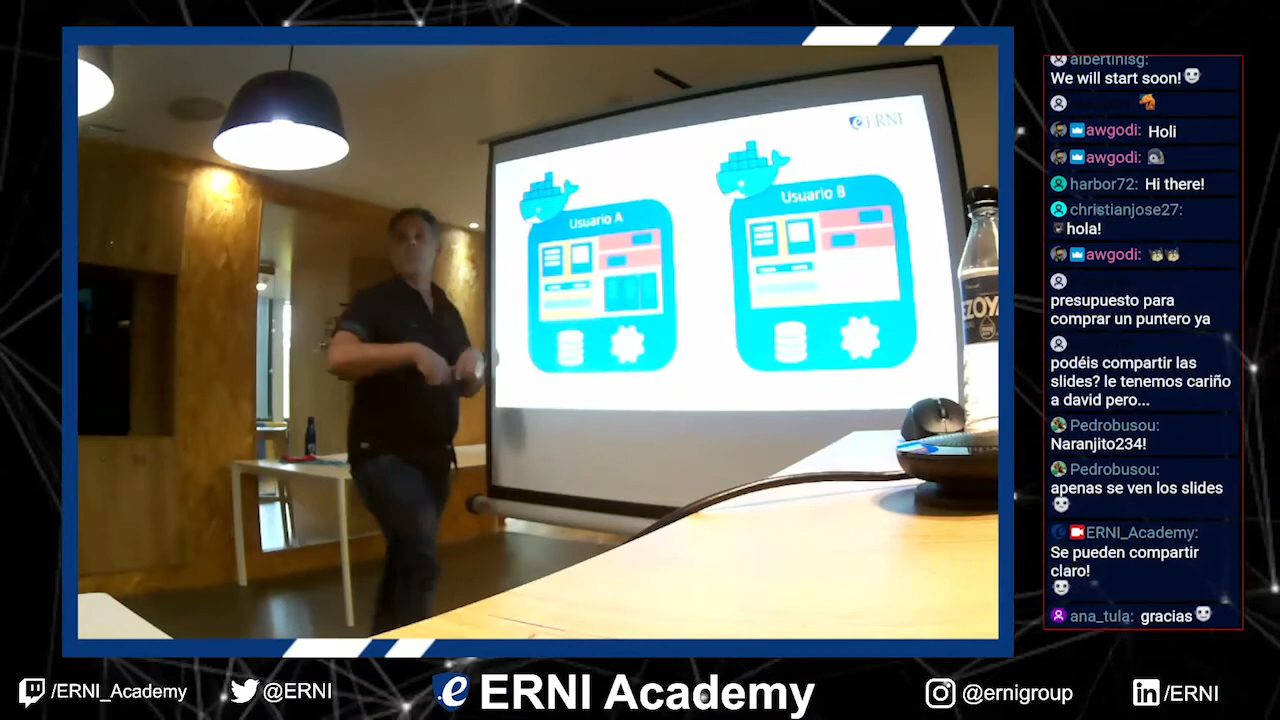 ERNI
Usuario A
Usuario B
albertinisg:
We will start soon!
awgodi: Holi
awgodi:
harbor72: Hi there!
christianjose27:
hola!
awgodi:
presupuesto para
comprar un puntero ya
podéis compartir las
slides? le tenemos cariño
a david pero...
Pedrobusou:
Naranjito234!
Pedrobusou:
apenas se ven los slides
ERNI_Academy:
Se pueden compartir
claro!
ana_tula: gracias
/ERNI_Academy
@ERNI
ERNI Academy
@ernigroup
/ERNI